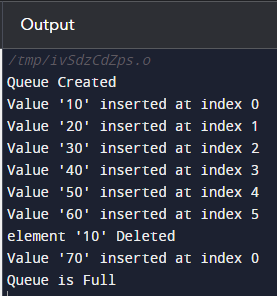 Output
/tmp/ivSdzCdZps.o
Queue Created
Value '10' inserted at index 0
Value '20' inserted at index 1
Value '30' inserted at index 2
Value '40' inserted at index 3
Value '50' inserted at index 4
Value '60' inserted at index 5
element '10' Deleted
Value '70' inserted at index 0
Queue is Full